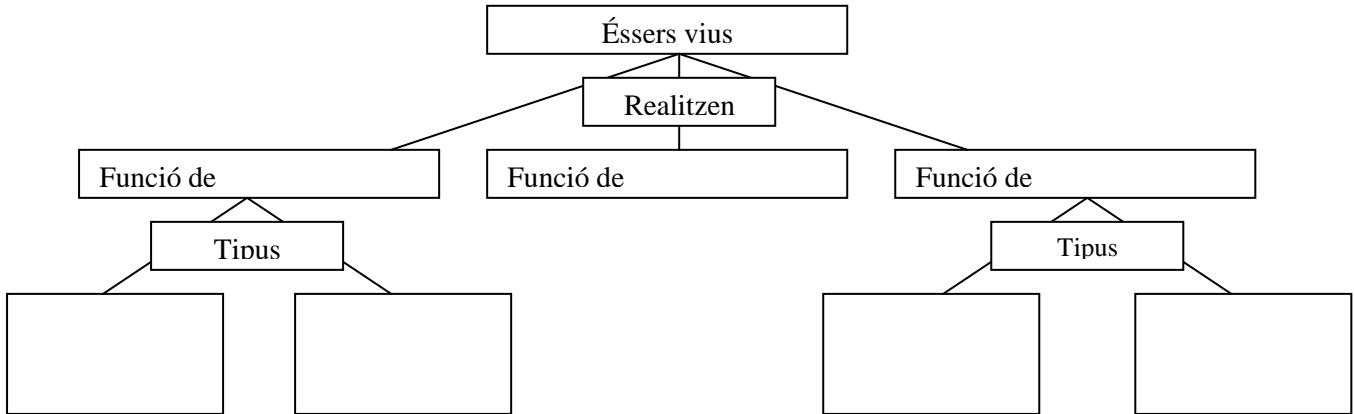 Éssers vius
Realitzen
Funció de
Funció de
Funció de
Tipus
Tipus